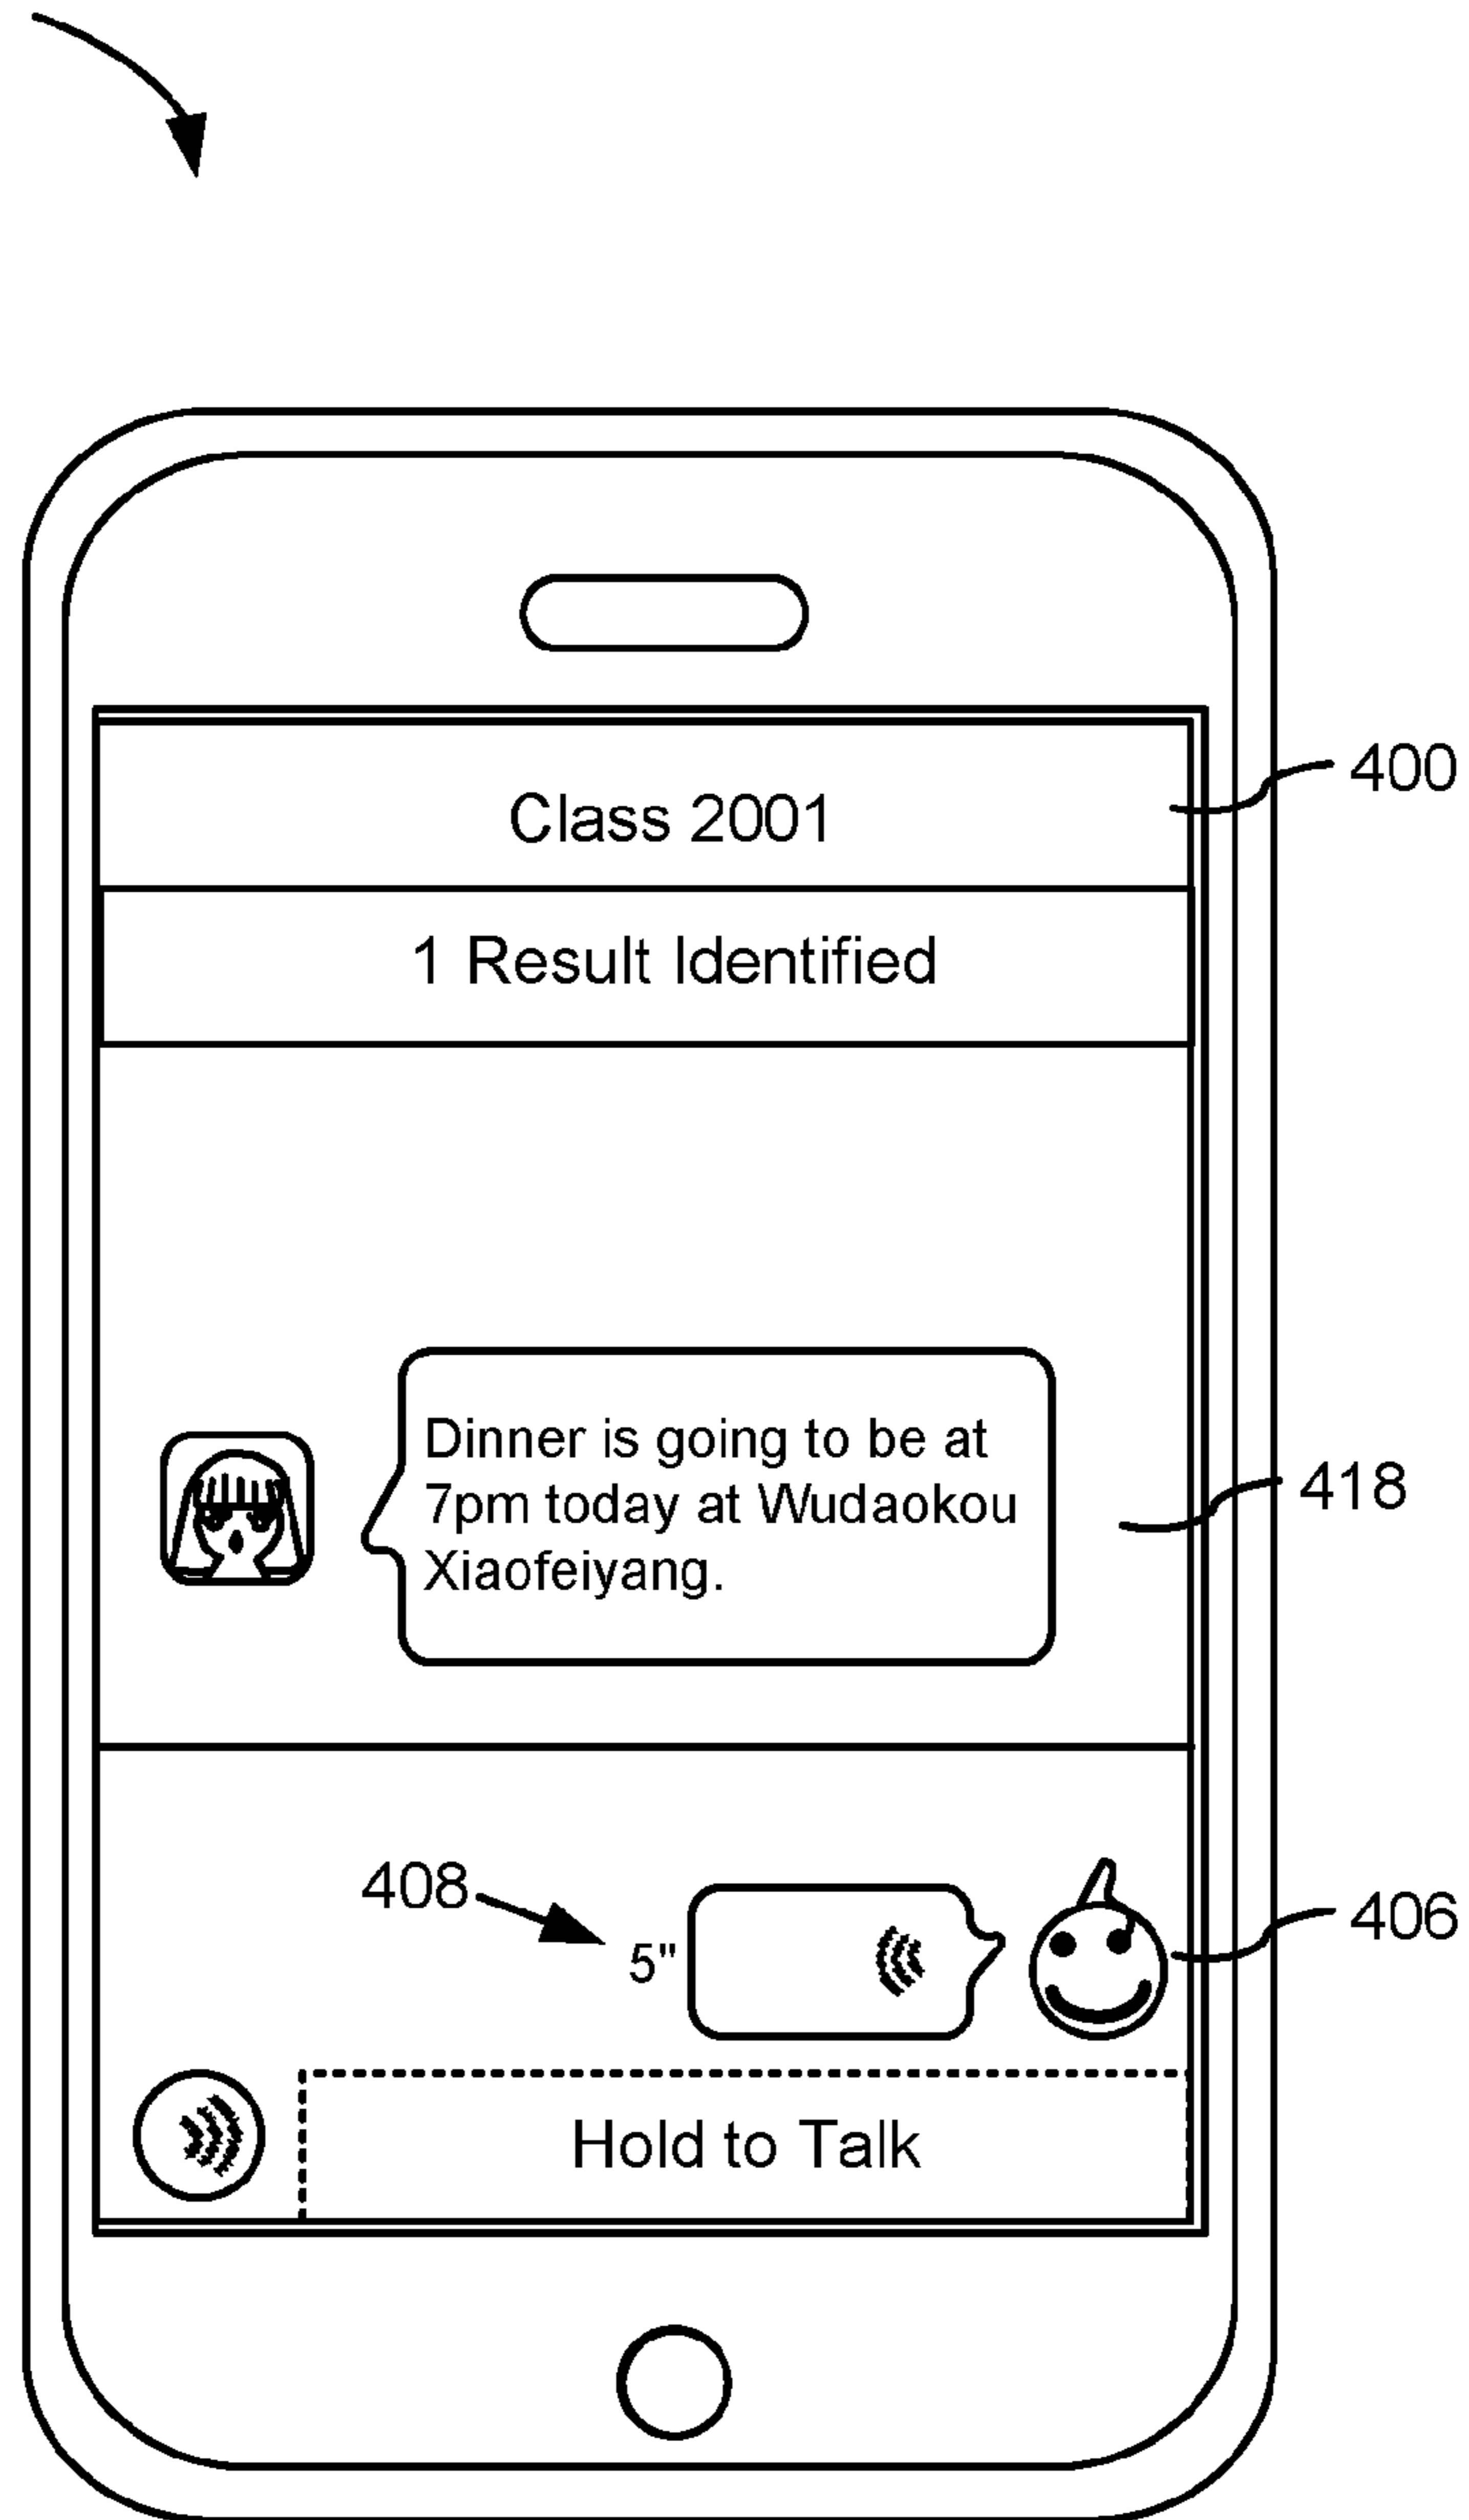 400
Class 2001
1 Result Identified
Dinner is going to be at
7pm today at Wudaokou
Xiaofeiyang.
418
408
5"
406
Hold to Talk